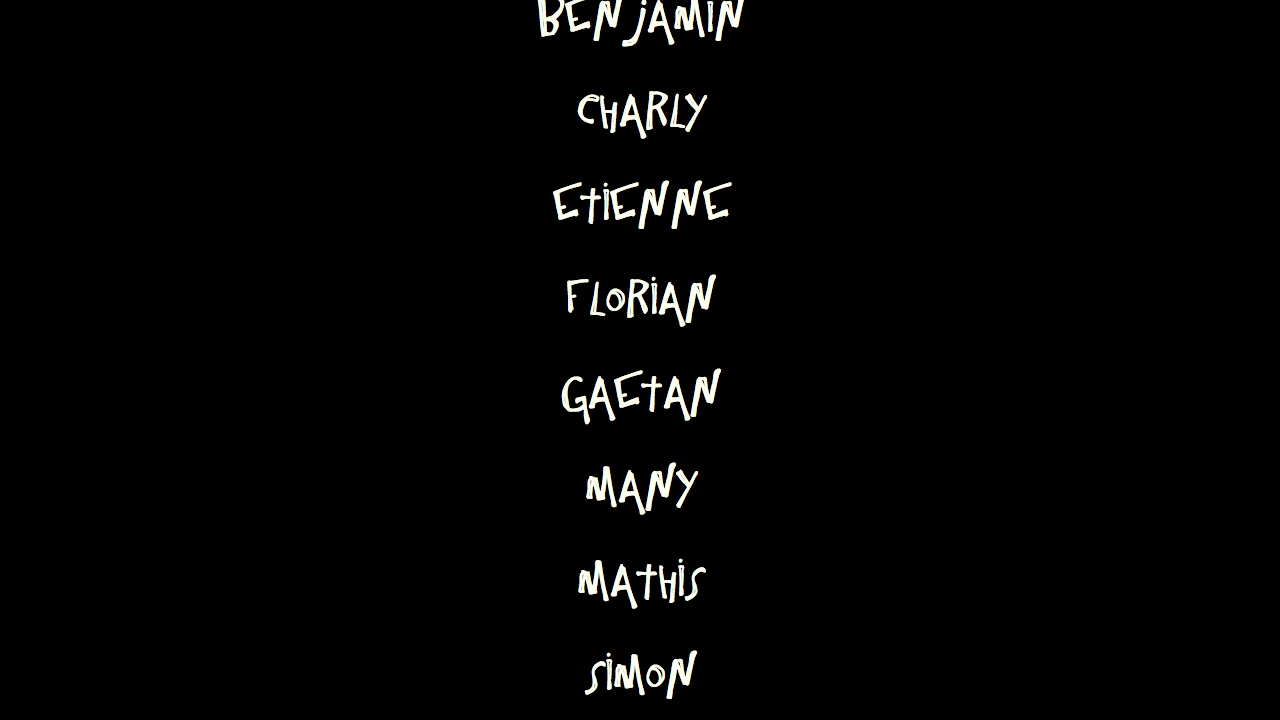 BENJAMIN
CHARLY
ETIENNE
FLORIAN
GAETAN
MANY
MATHIS
SIMON